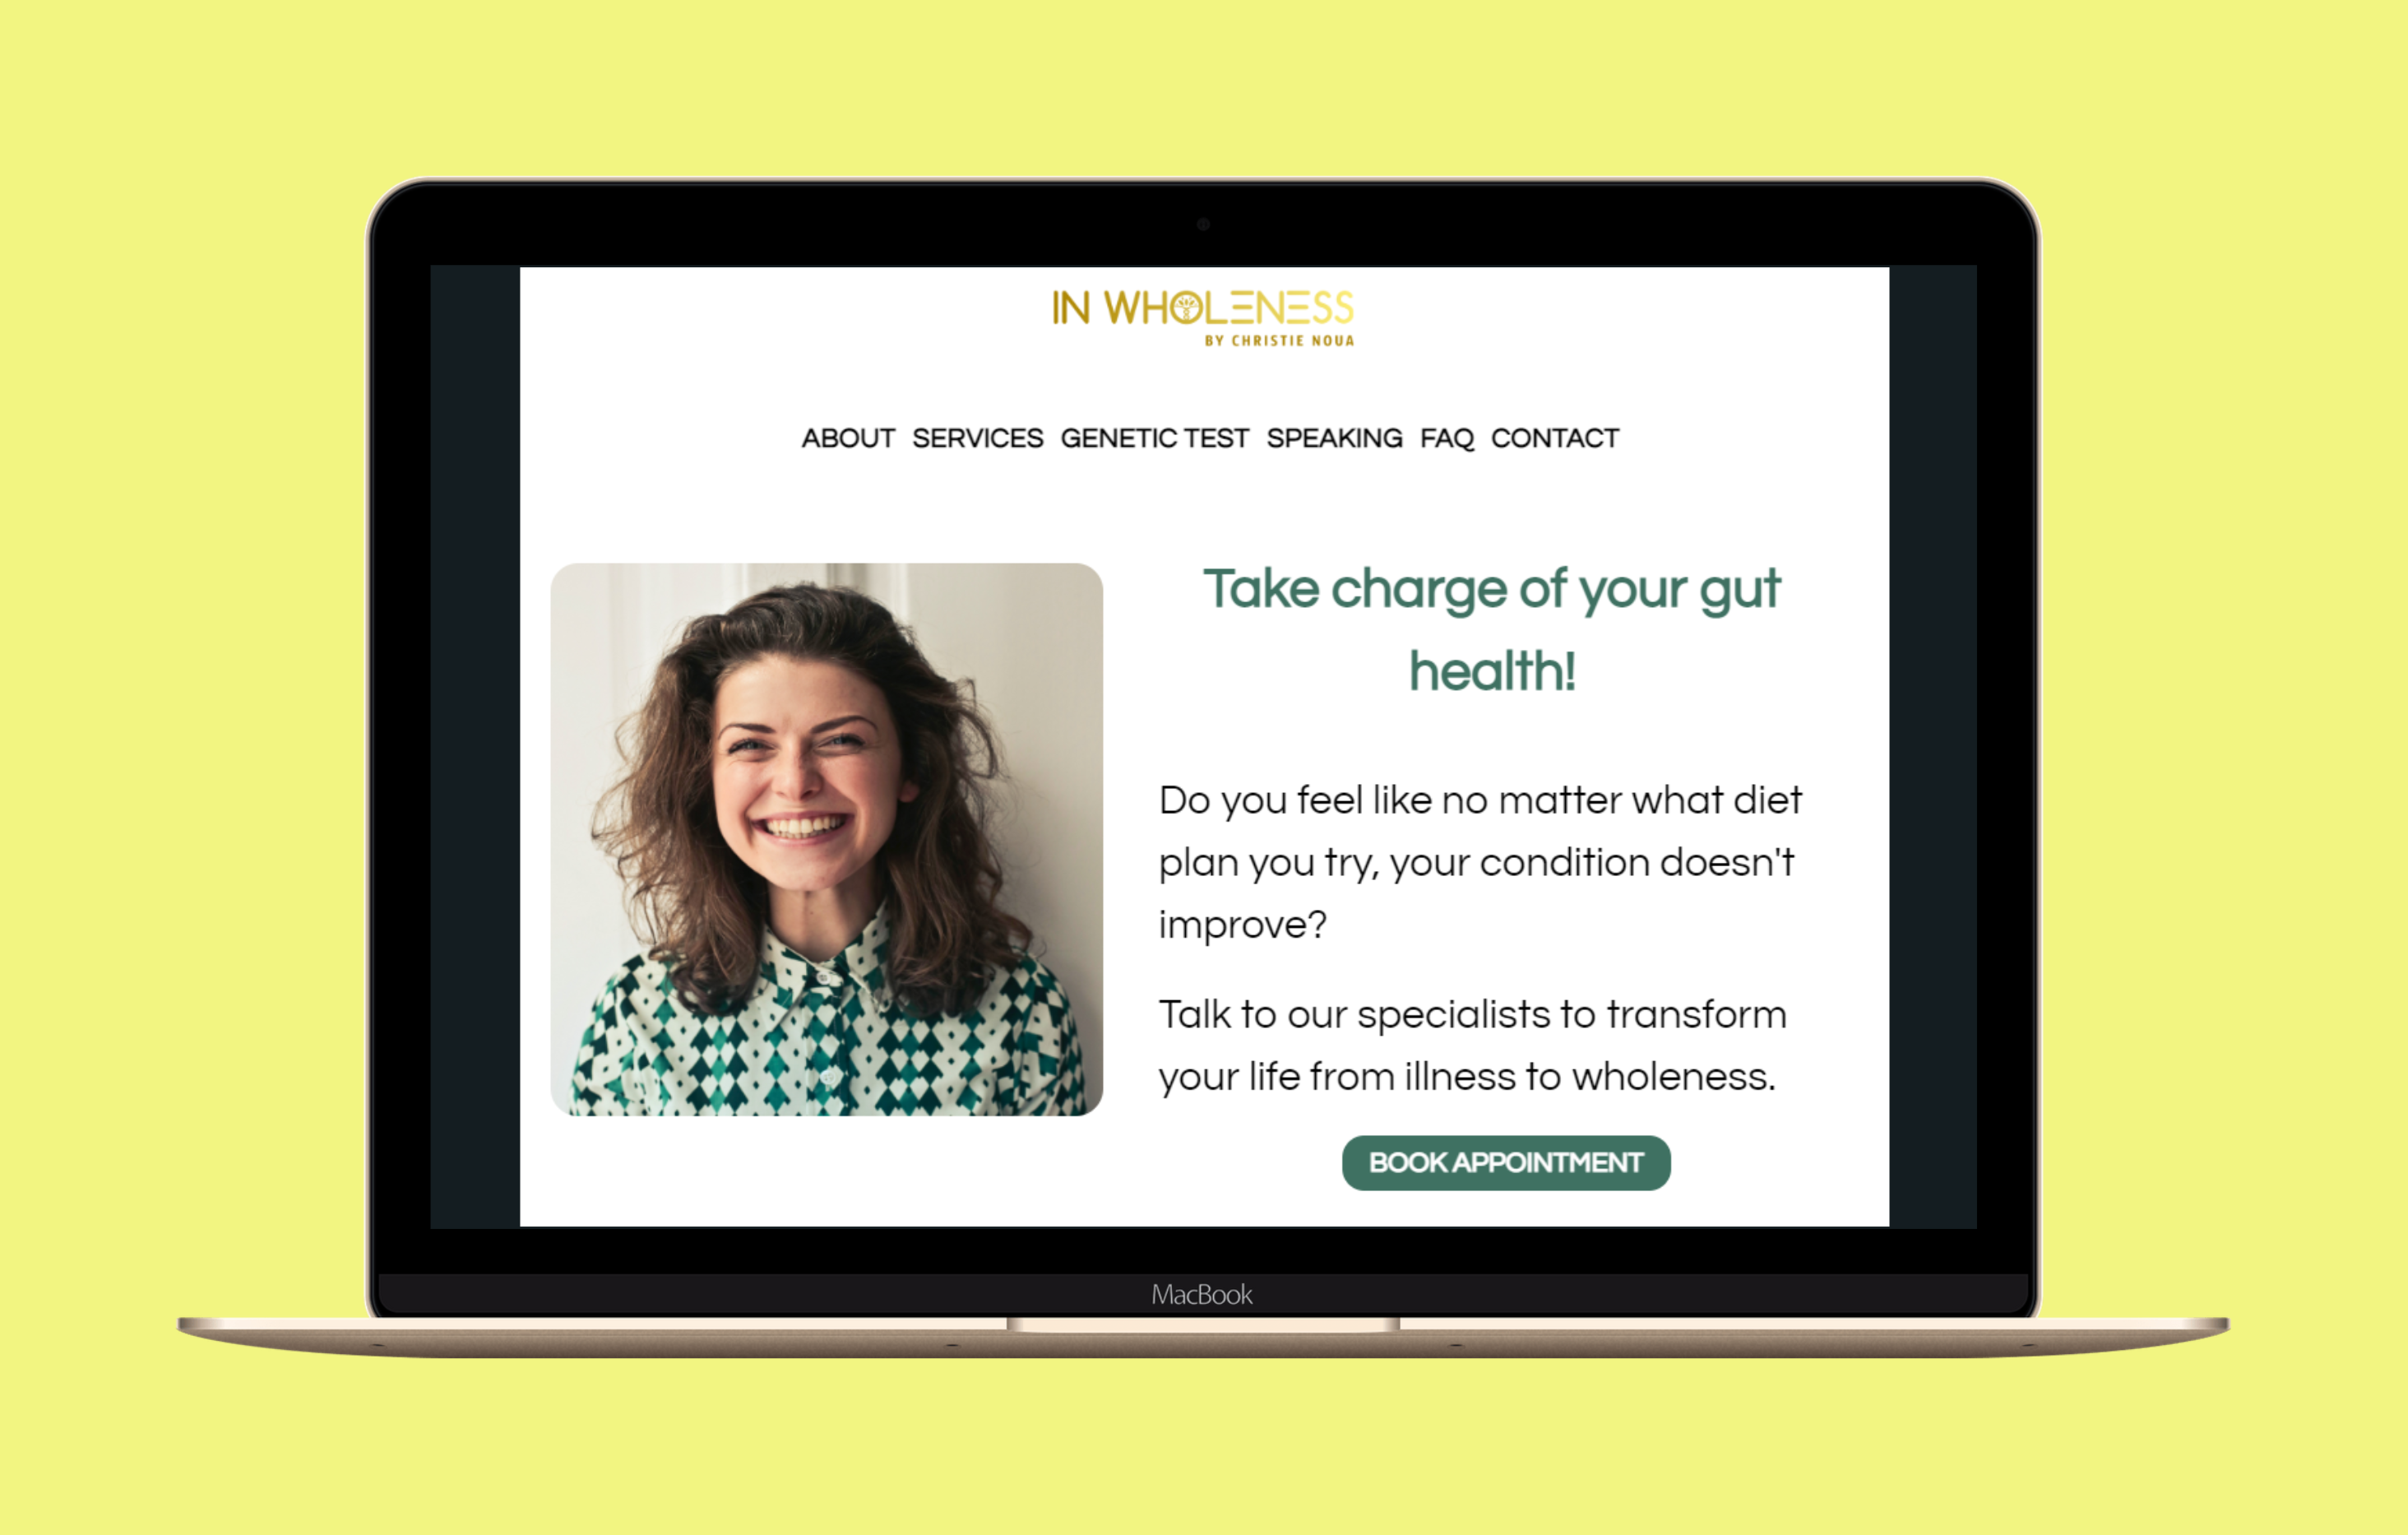 IN WHOLENESS
BY CHRISTIE NOUA
ABOUT SERVICES GENETIC TEST SPEAKING FAQ CONTACT
Take charge of your gut
health!
Do you feel like no matter what diet
plan you try, your condition doesn't
improve?
Talk to our specialists to transform
your life from illness to wholeness.
BOOK APPOINTMENT
MacBook